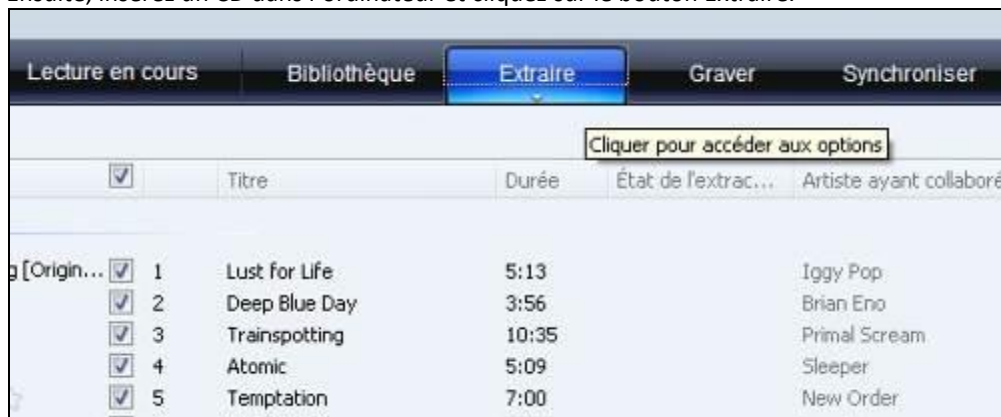 Ensuite, insérez un CD dans l'ordinateur et cliquez sur le bouton Extraire.
Lecture en cours Bibliothèque Extraire Graver Synchroniser
Cliquer pour accéder aux options
Titre Durée État de l'extrac... Artiste ayant collaboré
g [Origin... 1 Lust for Life 5:13 Iggy Pop
2 Deep Blue Day 3:56 Brian Eno
3 Trainspotting 10:35 Primal Scream
4 Atomic 5:09 Sleeper
5 Temptation 7:00 New Order